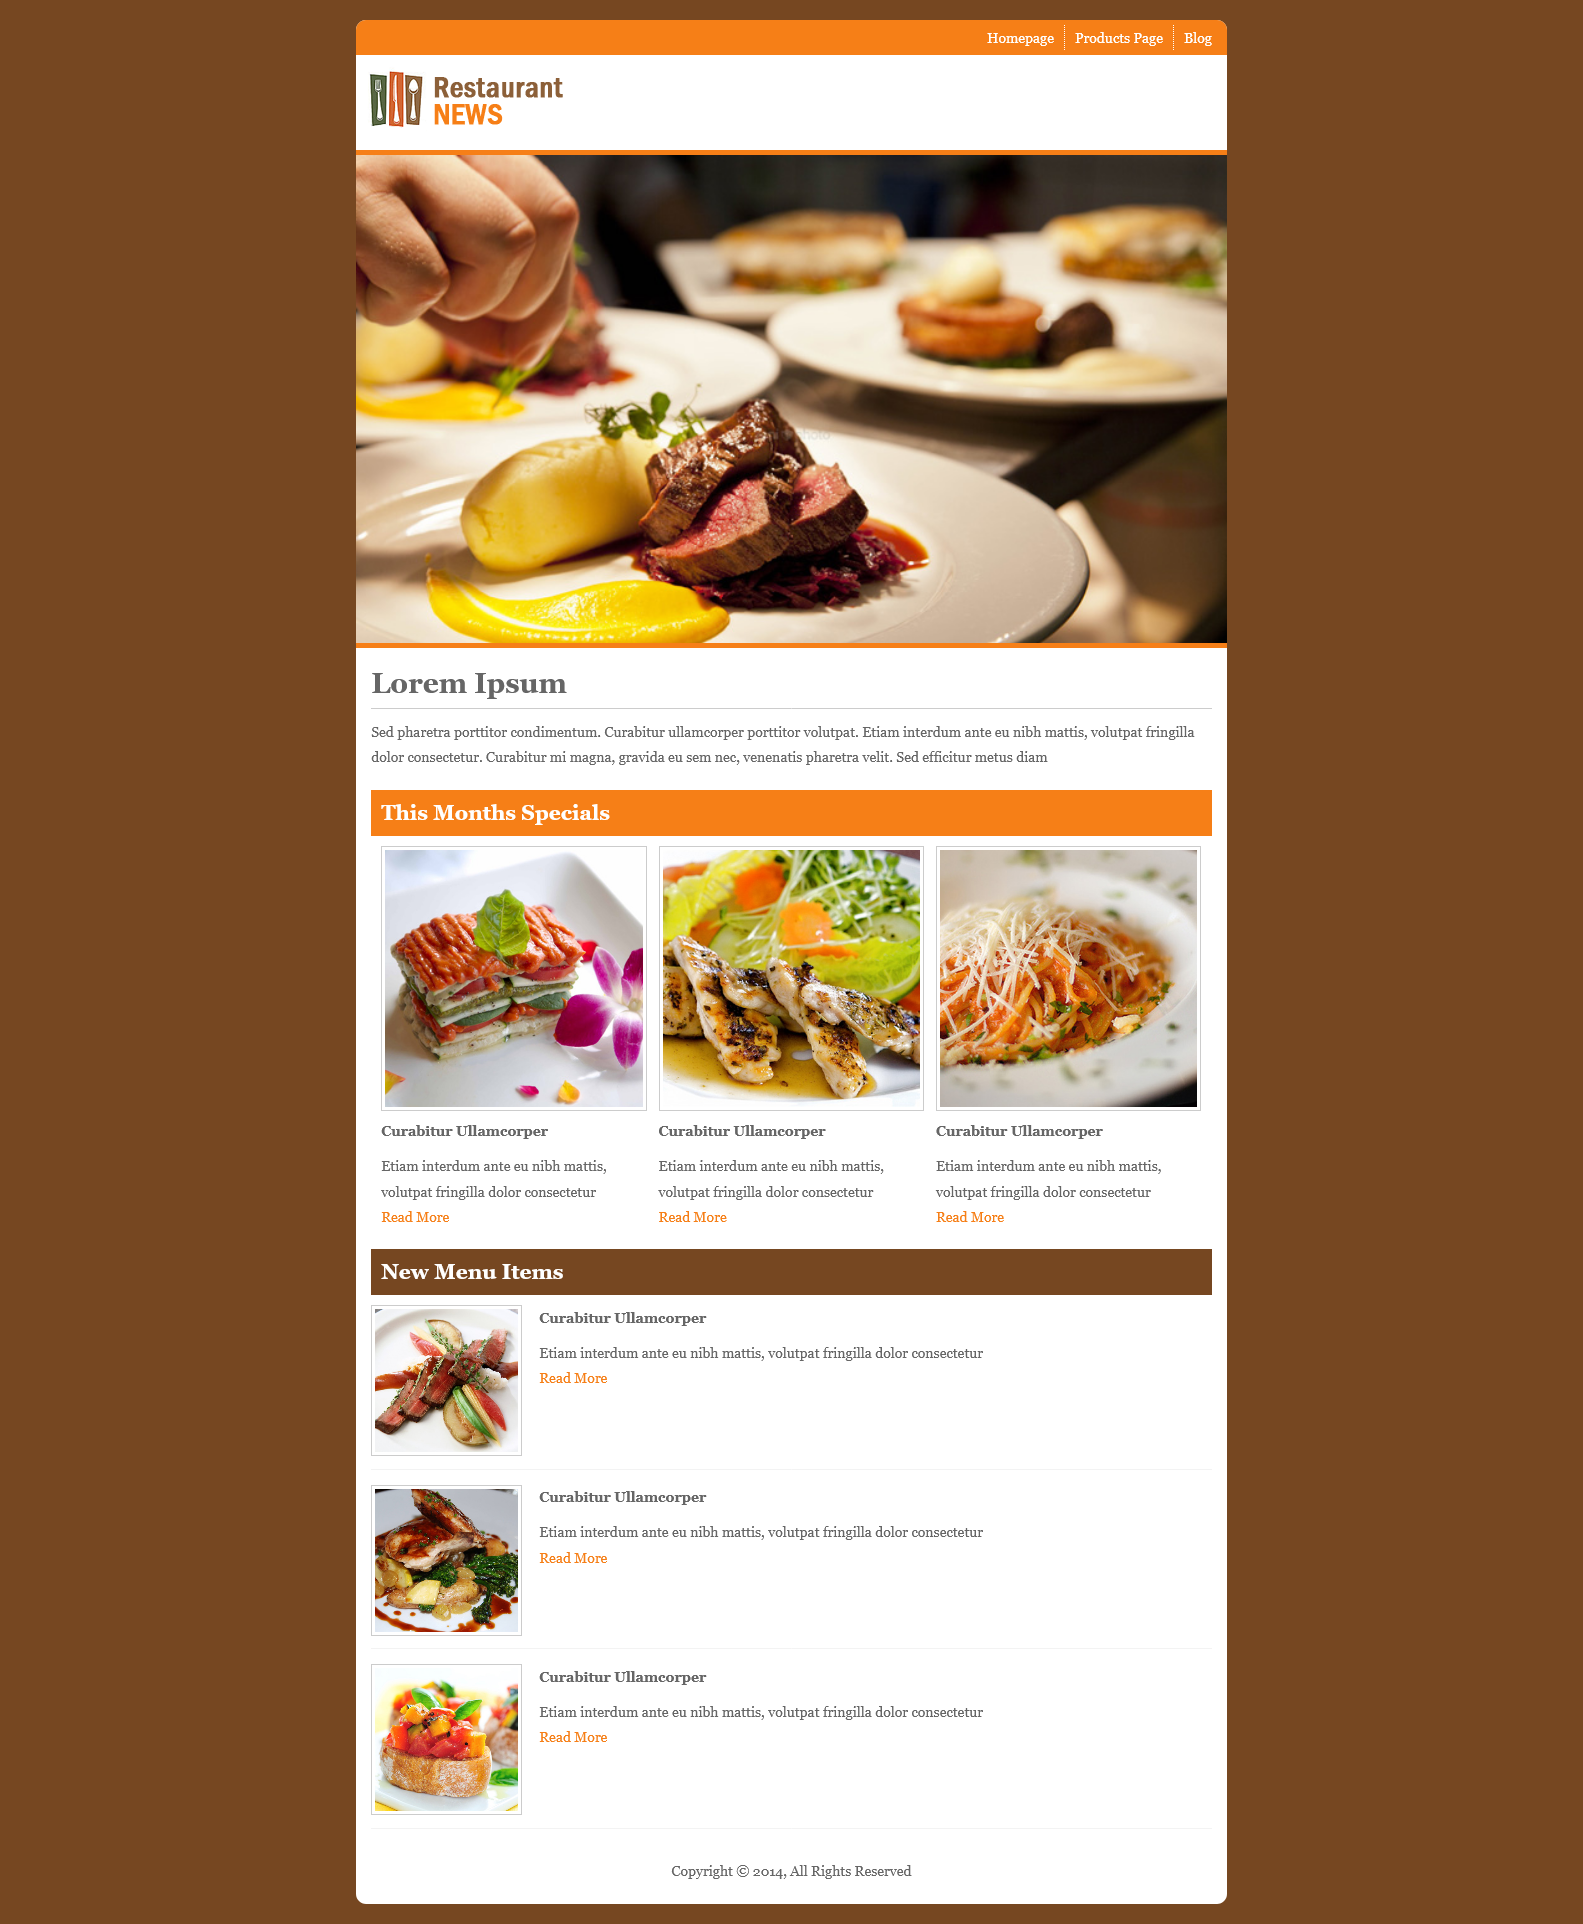 Homepage Products Page Blog
Restaurant
NEWS
Lorem Ipsum
Sed pharetra porttitor condimentum. Curabitur ullamcorper porttitor volutpat. Etiam interdum ante eu nibh mattis, volutpat fringilla
dolor consectetur. Curabitur mi magna, gravida eu sem nec, venenatis pharetra velit. Sed efficitur metus diam
This Months Specials
Curabitur Ullamcorper
Etiam interdum ante eu nibh mattis,
volutpat fringilla dolor consectetur
Read More
Curabitur Ullamcorper
Etiam interdum ante eu nibh mattis,
volutpat fringilla dolor consectetur
Read More
Curabitur Ullamcorper
Etiam interdum ante eu nibh mattis,
volutpat fringilla dolor consectetur
Read More
New Menu Items
Curabitur Ullamcorper
Etiam interdum ante eu nibh mattis, volutpat fringilla dolor consectetur
Read More
Curabitur Ullamcorper
Etiam interdum ante eu nibh mattis, volutpat fringilla dolor consectetur
Read More
Curabitur Ullamcorper
Etiam interdum ante eu nibh mattis, volutpat fringilla dolor consectetur
Read More
Copyright © 2014, All Rights Reserved